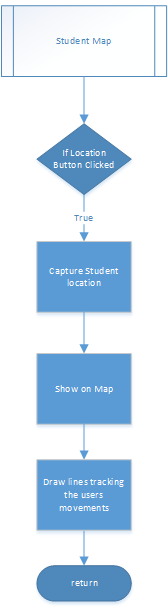 Student Map
If Location
Button Clicked
True
Capture Student
location
Show on Map
Draw lines tracking
the users
movements
return